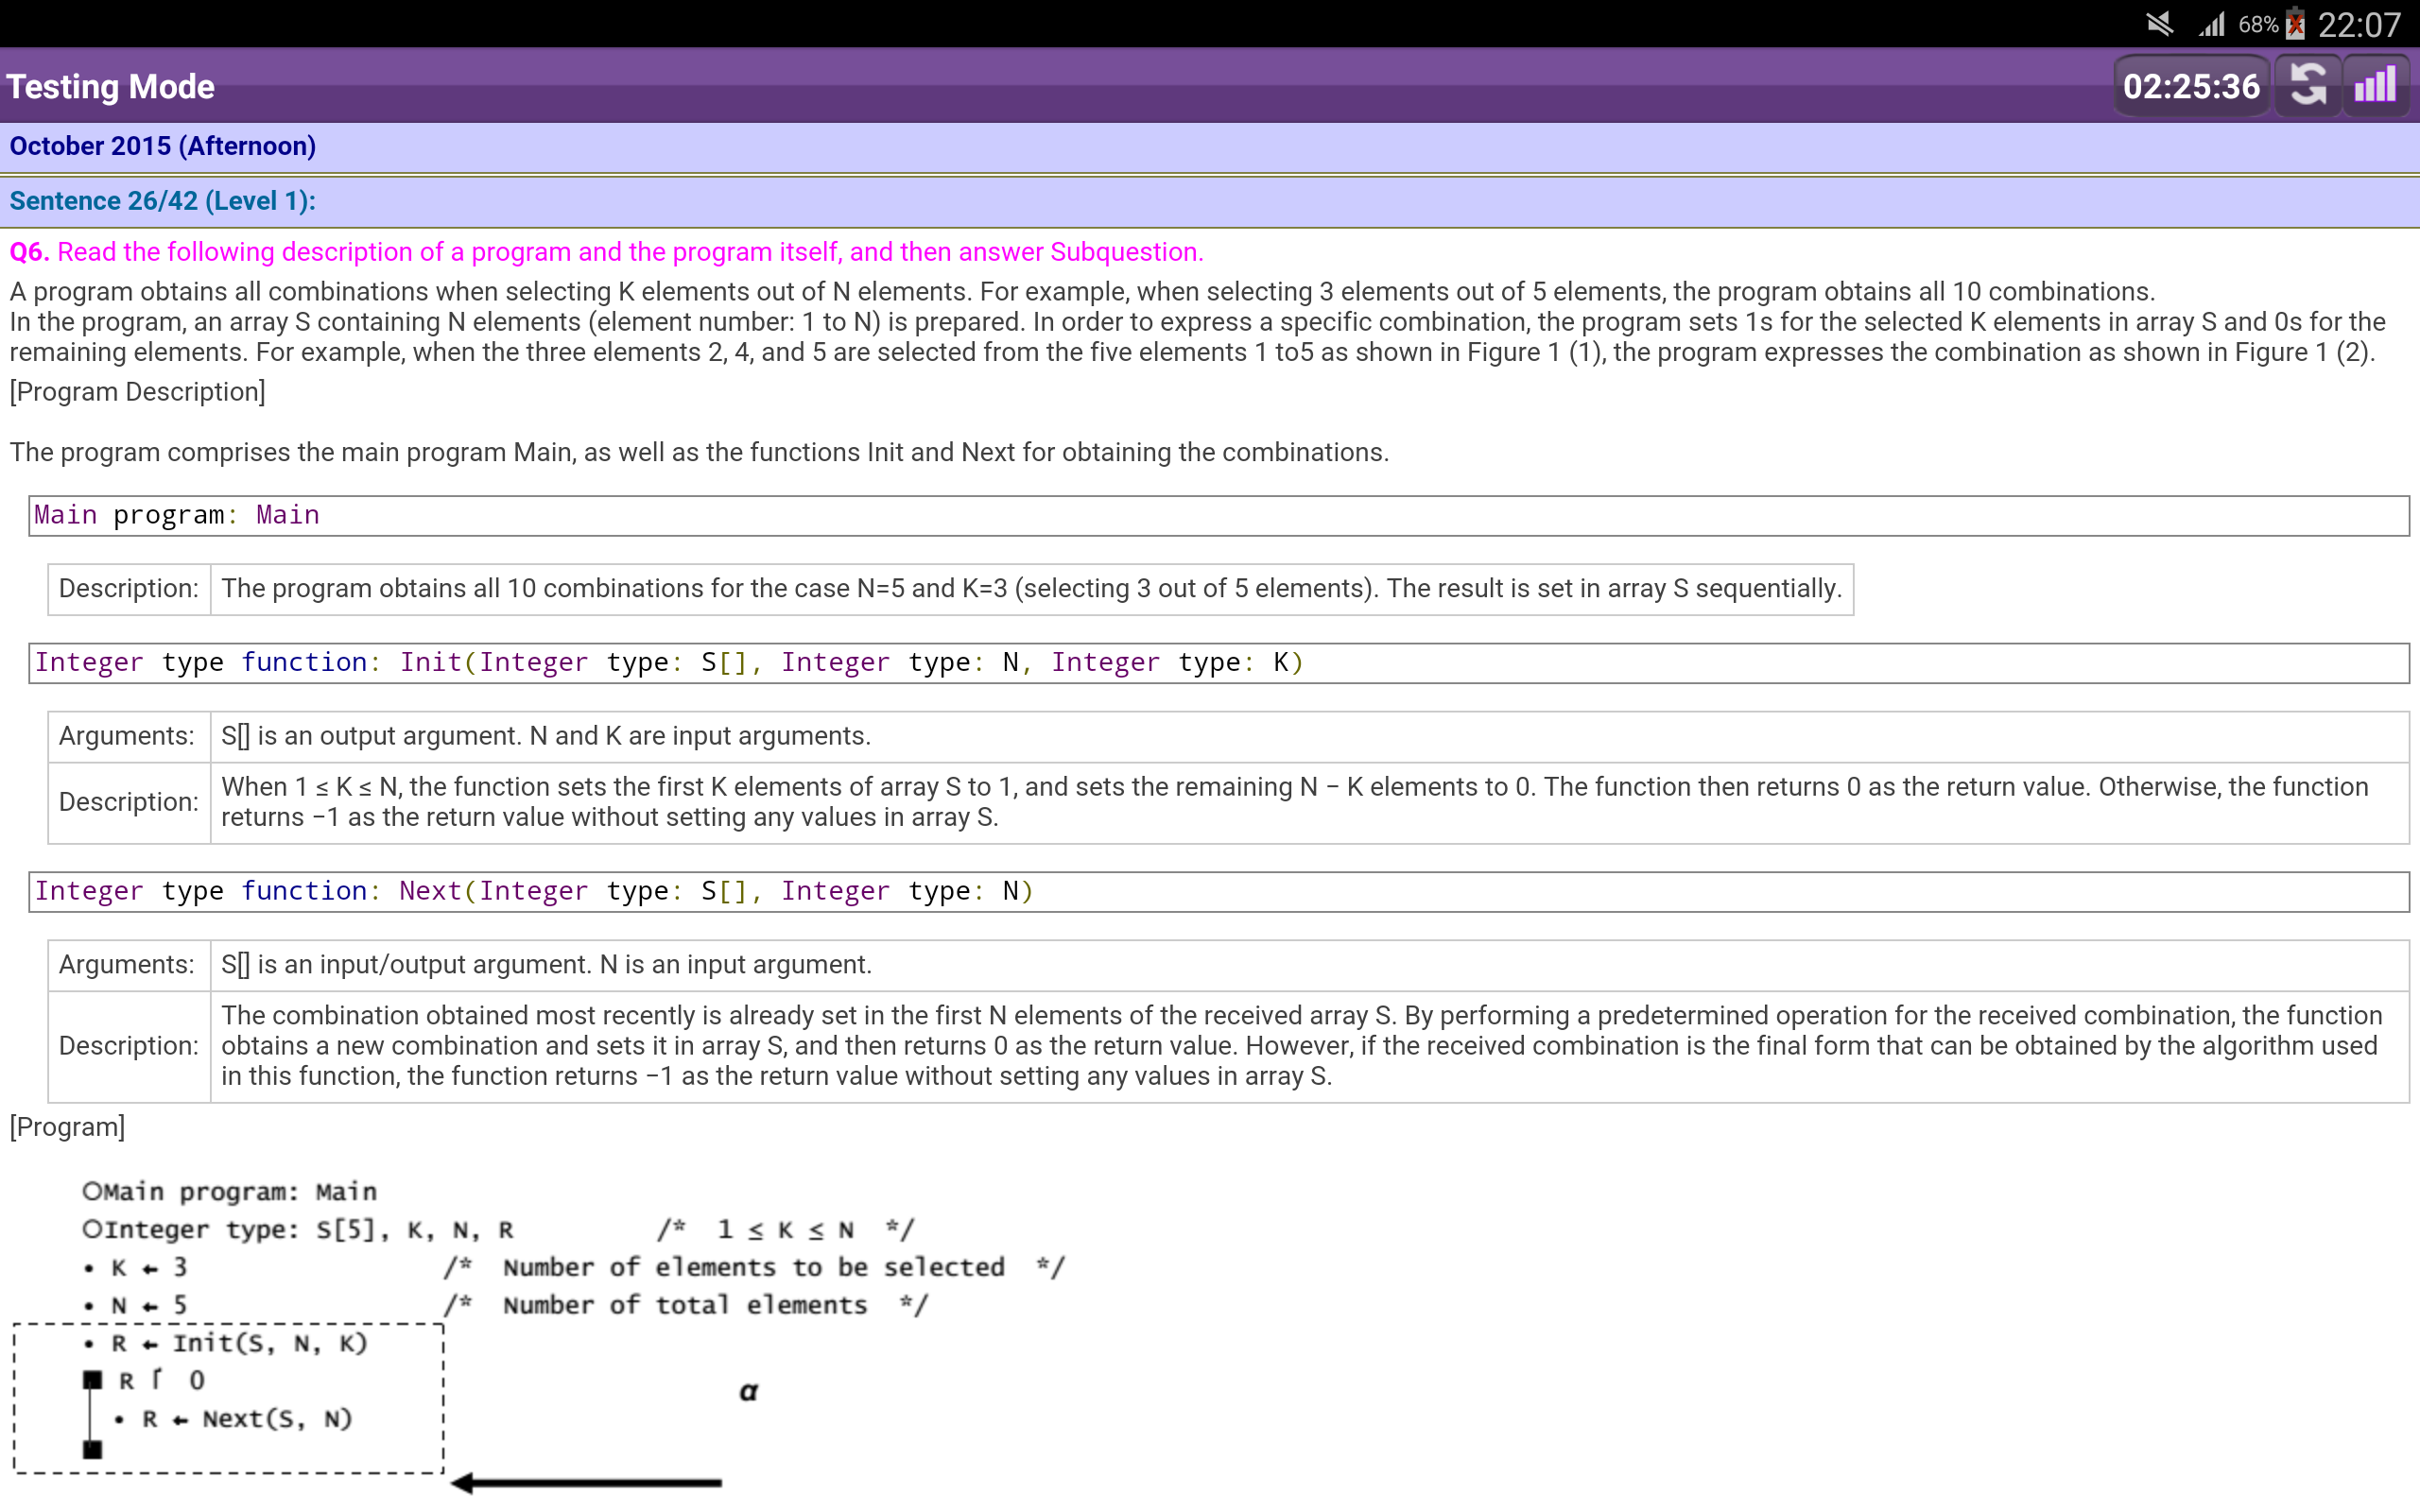 68% 22:07
Testing Mode 02:25:36
October 2015 (Afternoon)
Sentence 26/42 (Level 1):
Q6. Read the following description of a program and the program itself, and then answer Subquestion.
A program obtains all combinations when selecting K elements out of N elements. For example, when selecting 3 elements out of 5 elements, the program obtains all 10 combinations.
In the program, an array S containing N elements (element number: 1 to N) is prepared. In order to express a specific combination, the program sets 1s for the selected K elements in array S and 0s for the
remaining elements. For example, when the three elements 2, 4, and 5 are selected from the five elements 1 to5 as shown in Figure 1 (1), the program expresses the combination as shown in Figure 1 (2).
[Program Description]
The program comprises the main program Main, as well as the functions Init and Next for obtaining the combinations.
Main program: Main
Description: The program obtains all 10 combinations for the case N=5 and K=3 (selecting 3 out of 5 elements). The result is set in array S sequentially.
Integer type function: Init(Integer type: S[], Integer type: N, Integer type: K)
Arguments: S[] is an output argument. N and K are input arguments.
Description: When 1 ≤ K ≤ N, the function sets the first K elements of array S to 1, and sets the remaining N − K elements to 0. The function then returns 0 as the return value. Otherwise, the function
returns −1 as the return value without setting any values in array S.
Integer type function: Next(Integer type: S[], Integer type: N)
Arguments: S[] is an input/output argument. N is an input argument.
Description: The combination obtained most recently is already set in the first N elements of the received array S. By performing a predetermined operation for the received combination, the function
obtains a new combination and sets it in array S, and then returns 0 as the return value. However, if the received combination is the final form that can be obtained by the algorithm used
in this function, the function returns −1 as the return value without setting any values in array S.
[Program]
○Main program: Main
○Integer type: S[5], K, N, R /* 1 ≤ K ≤ N */
• K ← 3 /* Number of elements to be selected */
• N ← 5 /* Number of total elements */
• R ← Init(S, N, K)
■ R ｢ 0
α
• R ← Next(S, N)
■